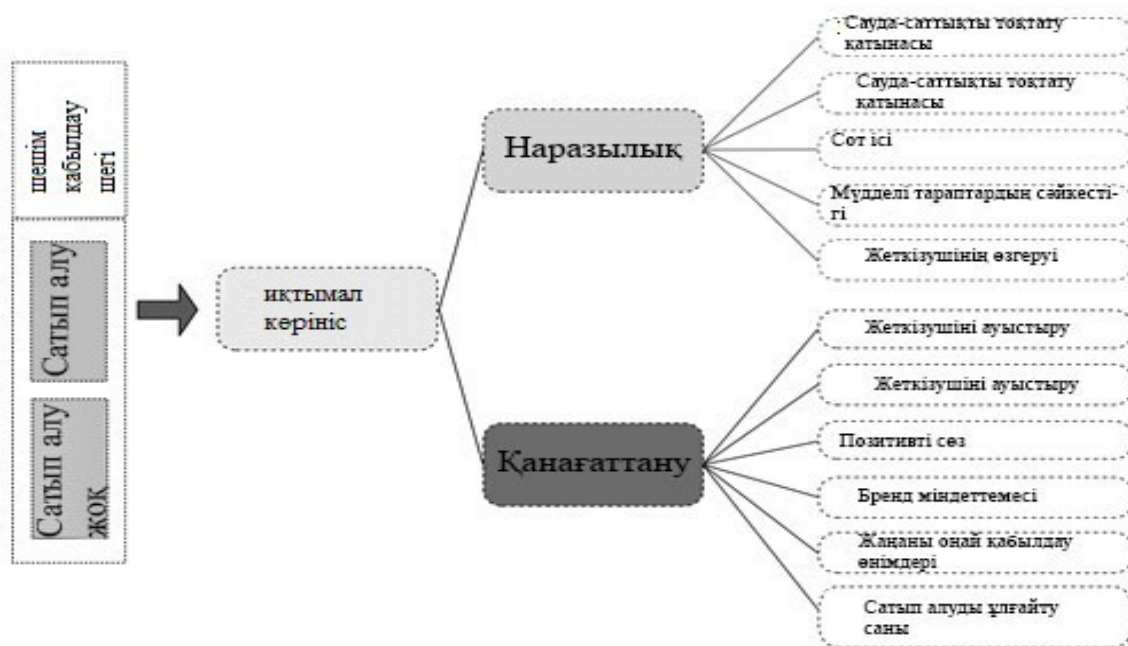 шешім
қабылдау
шегі
Сатып алу
Сатып алу
жоқ
иқтымал
көрініс
Наразылық
Сауда-саттықты тоқтату
қатынасы
Сауда-саттықты тоқтату
қатынасы
Сот ісі
Мүдделі тараптардың сәйкесті-
гі
Жеткізушінің өзгеруі
Қанағаттану
Жеткізушіні ауыстыру
Жеткізушіні ауыстыру
Позитивті сөз
Бренд міндеттемесі
Жаңаны оңай қабылдау
өнімдері
Сатып алуды ұлғайту
саны